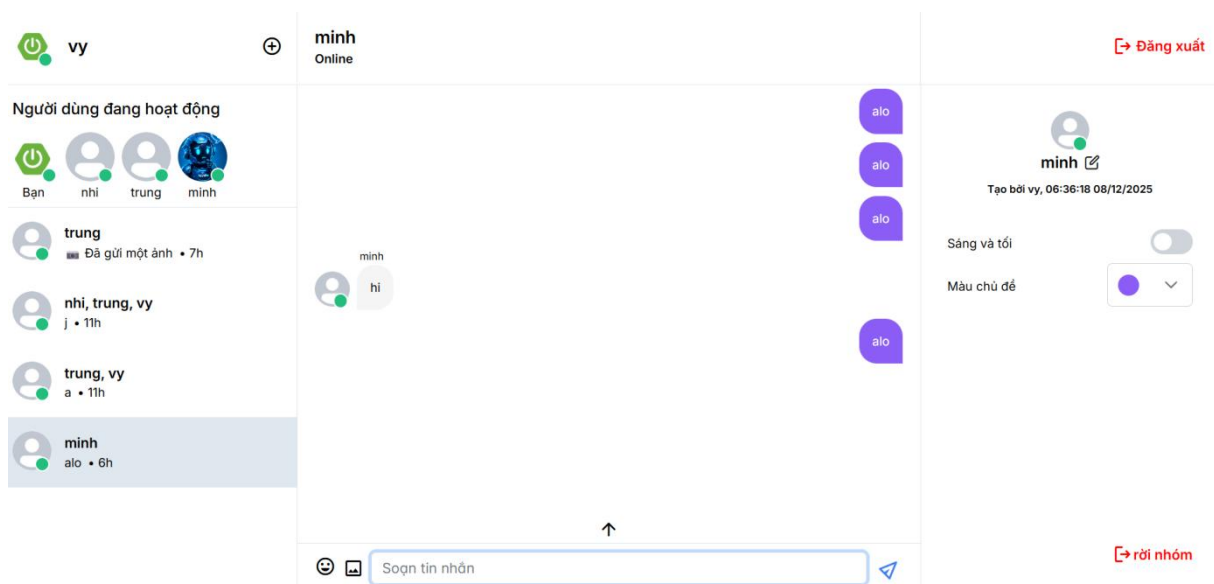 vy
Người dùng đang hoạt động
Bạn
nhi
trung
minh
trung
Đã gửi một ảnh • 7h
nhi, trung, vy
j • 11h
trung, vy
a • 11h
minh
alo • 6h
minh
Online
alo
alo
alo
minh
hi
alo
Soạn tin nhắn
Đăng xuất
minh
Tạo bởi vy, 06:36:18 08/12/2025
Sáng và tối
Màu chủ đề
rời nhóm